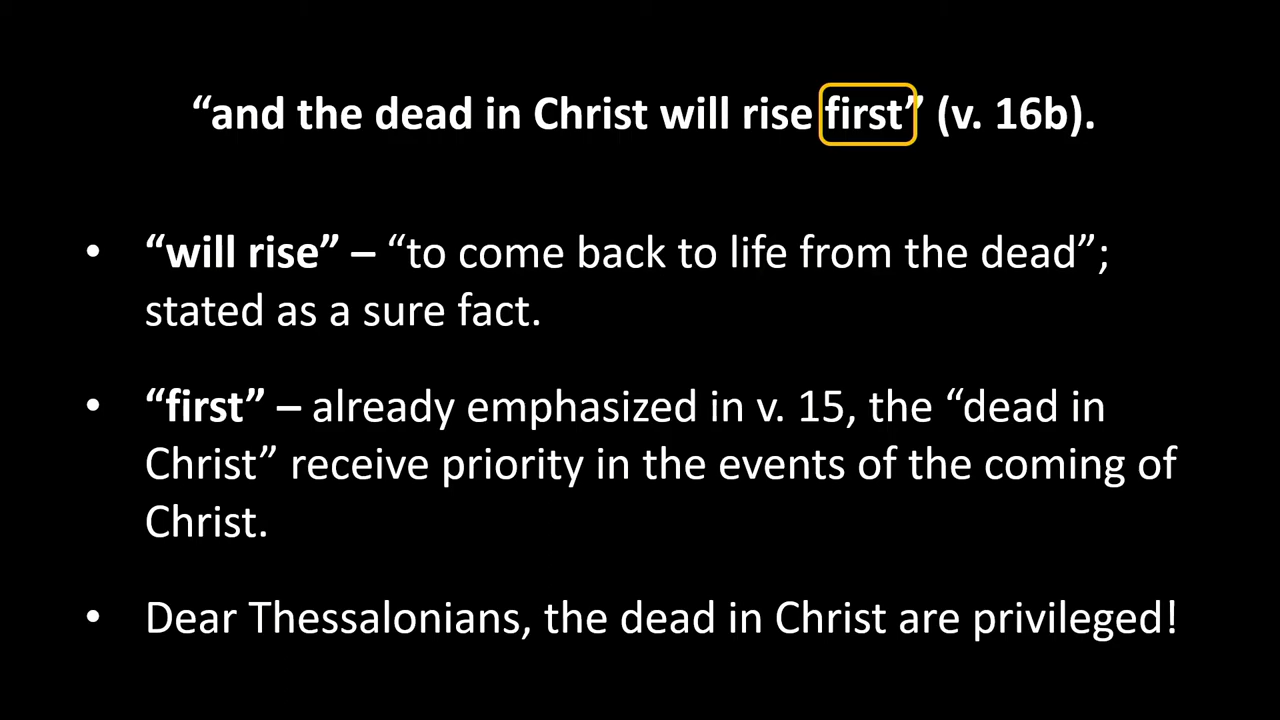 “and the dead in Christ will rise first” (v. 16b).
• “will rise” – “to come back to life from the dead”;
stated as a sure fact.
• “first” – already emphasized in v. 15, the “dead in
Christ” receive priority in the events of the coming of
Christ.
• Dear Thessalonians, the dead in Christ are privileged!